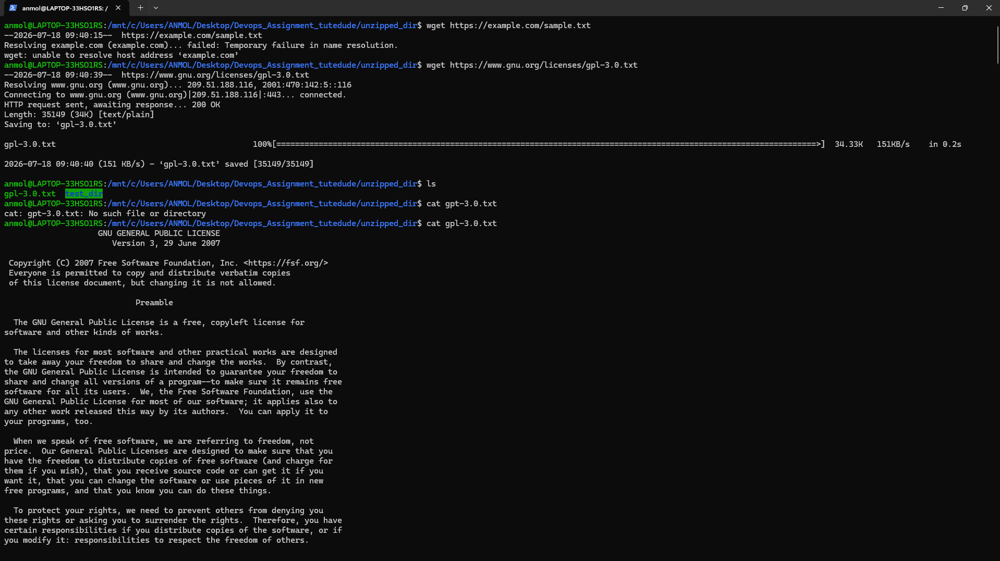 anmol@LAPTOP-33HSO1RS: /
anmol@LAPTOP-33HSO1RS:/mnt/c/Users/ANMOL/Desktop/Devops_Assignment_tutedude/unzipped_dir$ wget https://example.com/sample.txt
--2026-07-18 09:40:15--  https://example.com/sample.txt
Resolving example.com (example.com)... failed: Temporary failure in name resolution.
wget: unable to resolve host address ‘example.com’
anmol@LAPTOP-33HSO1RS:/mnt/c/Users/ANMOL/Desktop/Devops_Assignment_tutedude/unzipped_dir$ wget https://www.gnu.org/licenses/gpl-3.0.txt
--2026-07-18 09:40:39--  https://www.gnu.org/licenses/gpl-3.0.txt
Resolving www.gnu.org (www.gnu.org)... 209.51.188.116, 2001:470:142:5::116
Connecting to www.gnu.org (www.gnu.org)|209.51.188.116|:443... connected.
HTTP request sent, awaiting response... 200 OK
Length: 35149 (34K) [text/plain]
Saving to: ‘gpl-3.0.txt’
gpl-3.0.txt 100%[===================================================================================================================>] 34.33K 151KB/s in 0.2s
2026-07-18 09:40:40 (151 KB/s) - ‘gpl-3.0.txt’ saved [35149/35149]
anmol@LAPTOP-33HSO1RS:/mnt/c/Users/ANMOL/Desktop/Devops_Assignment_tutedude/unzipped_dir$ ls
gpl-3.0.txt  test_dir
anmol@LAPTOP-33HSO1RS:/mnt/c/Users/ANMOL/Desktop/Devops_Assignment_tutedude/unzipped_dir$ cat gpt-3.0.txt
cat: gpt-3.0.txt: No such file or directory
anmol@LAPTOP-33HSO1RS:/mnt/c/Users/ANMOL/Desktop/Devops_Assignment_tutedude/unzipped_dir$ cat gpl-3.0.txt
GNU GENERAL PUBLIC LICENSE
Version 3, 29 June 2007
Copyright (C) 2007 Free Software Foundation, Inc. <https://fsf.org/>
Everyone is permitted to copy and distribute verbatim copies
of this license document, but changing it is not allowed.
Preamble
The GNU General Public License is a free, copyleft license for
software and other kinds of works.
The licenses for most software and other practical works are designed
to take away your freedom to share and change the works.  By contrast,
the GNU General Public License is intended to guarantee your freedom to
share and change all versions of a program--to make sure it remains free
software for all its users.  We, the Free Software Foundation, use the
GNU General Public License for most of our software; it applies also to
any other work released this way by its authors.  You can apply it to
your programs, too.
When we speak of free software, we are referring to freedom, not
price.  Our General Public Licenses are designed to make sure that you
have the freedom to distribute copies of free software (and charge for
them if you wish), that you receive source code or can get it if you
want it, that you can change the software or use pieces of it in new
free programs, and that you know you can do these things.
To protect your rights, we need to prevent others from denying you
these rights or asking you to surrender the rights.  Therefore, you have
certain responsibilities if you distribute copies of the software, or if
you modify it: responsibilities to respect the freedom of others.